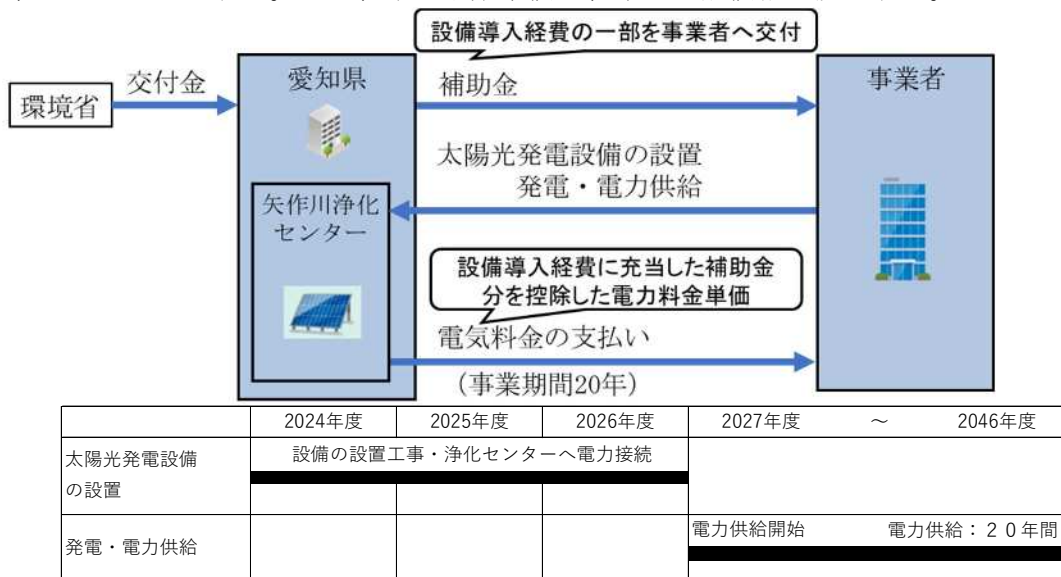 設備導入経費の一部を事業者へ交付
環境省
交付金
愛知県
補助金
事業者
太陽光発電設備の設置
発電・電力供給
矢作川浄化
センター
設備導入経費に充当した補助金
分を控除した電力料金単価
電気料金の支払い
(事業期間20年)
2024年度 2025年度 2026年度 2027年度 ～ 2046年度
太陽光発電設備
の設置
設備の設置工事・浄化センターへ電力接続
発電・電力供給
電力供給開始 電力供給：２０年間